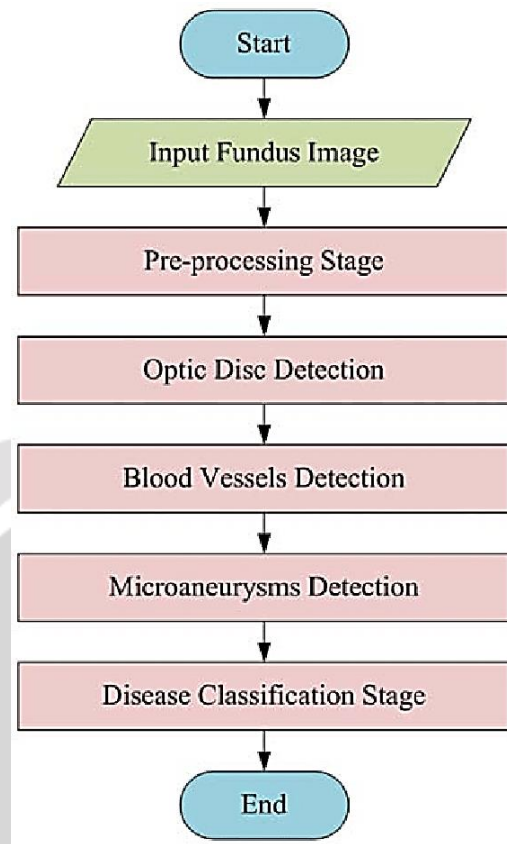 Start
Input Fundus Image
Pre-processing Stage
Optic Disc Detection
Blood Vessels Detection
Microaneurysms Detection
Disease Classification Stage
End